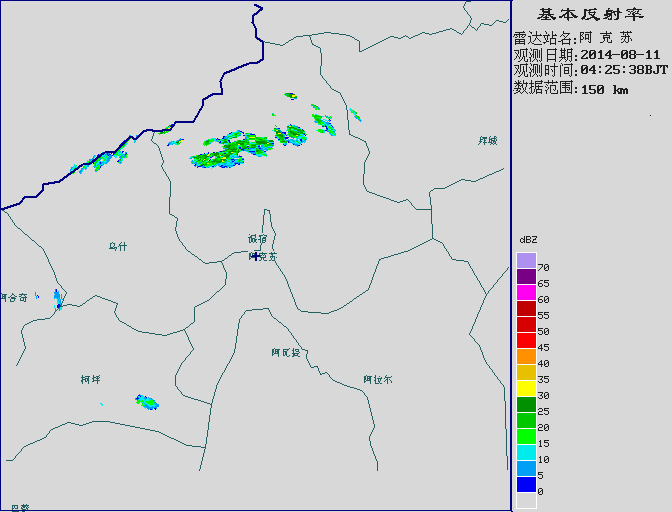 基本反射率
雷达站名:阿 克 苏
观测日期:2014-08-11
观测时间:04:25:38BJT
数据范围:150 km
拜城
温宿
阿克苏
乌什
阿合奇
阿瓦提
柯坪
阿拉尔
巴楚
dBZ
70
65
60
55
50
45
40
35
30
25
20
15
10
5
0